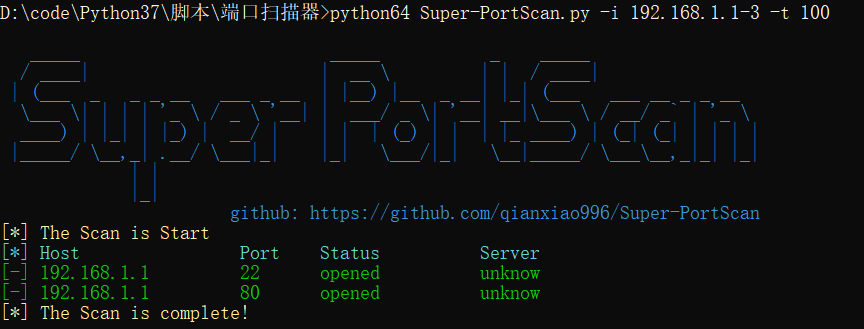 D:\code\Python37\脚本\端口扫描器>python64 Super-PortScan.py -i 192.168.1.1-3 -t 100
Super PortScan
github: https://github.com/qianxiao996/Super-PortScan
[*] The Scan is Start
[*] Host Port Status Server
[-] 192.168.1.1 22 opened unknow
[-] 192.168.1.1 80 opened unknow
[*] The Scan is complete!